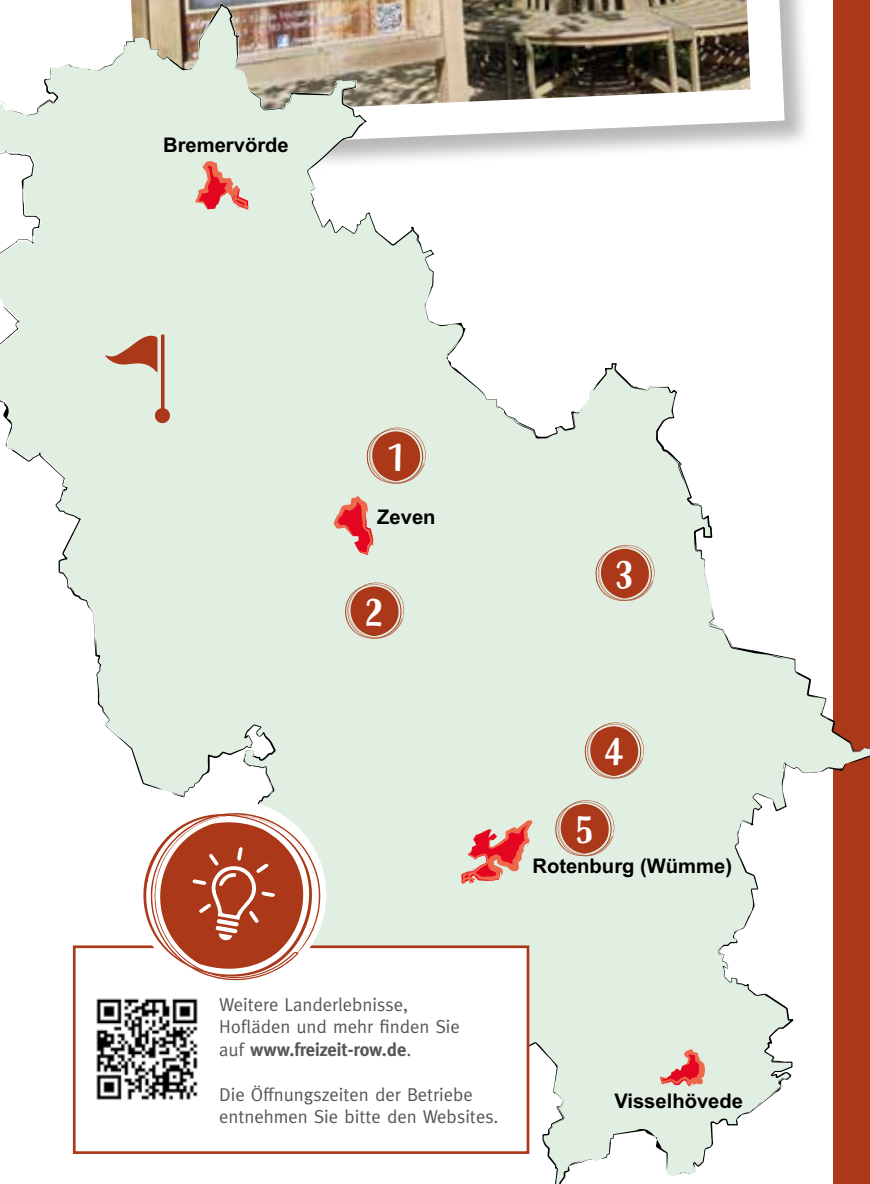 Bremervörde
1
Zeven
3
2
4
5
Rotenburg (Wümme)
Weitere Landerlebnisse,
Hofläden und mehr finden Sie
auf www.freizeit-row.de.
Die Öffnungszeiten der Betriebe
entnehmen Sie bitte den Websites.
Visselhövede